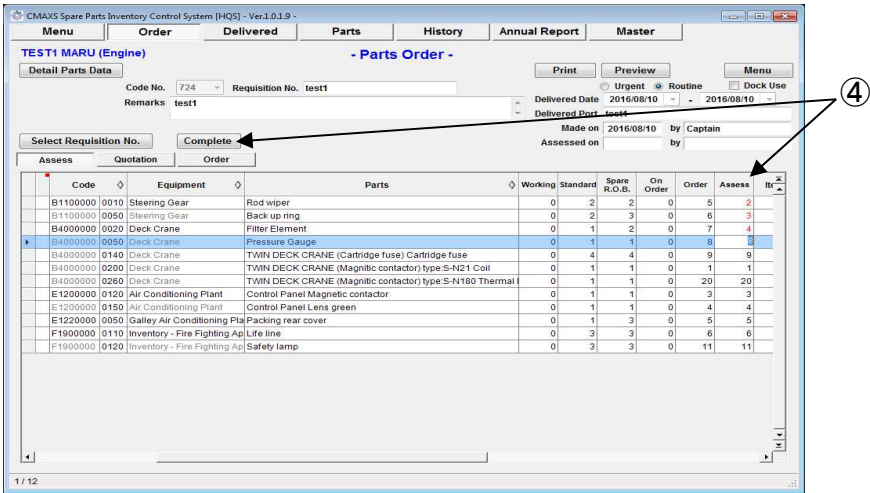 CMAXS Spare Parts Inventory Control System [HQS] - Ver.1.0.1.9 -
Menu Order Delivered Parts History Annual Report Master
TEST1 MARU (Engine)
- Parts Order -
Detail Parts Data Print Preview Menu
Code No. 724 Requisition No. test1 Urgent Routine Dock Use
Remarks test1 Delivered Date 2016/08/10 - 2016/08/10
Delivered Port test1
Made on 2016/08/10 by Captain
Select Requisition No. Complete Assessed on by
④
Assess Quotation Order
Code Equipment Parts Working Standard Spare R.O.B. On Order Order Assess Ite
B1100000 0010 Steering Gear Rod wiper 0 2 2 0 5 2
B1100000 0050 Steering Gear Back up ring 0 2 3 0 6 3
B4000000 0020 Deck Crane Filter Element 0 1 2 0 7 4
B4000000 0050 Deck Crane Pressure Gauge 0 1 1 0 8 8
B4000000 0140 Deck Crane TWIN DECK CRANE (Cartridge fuse) Cartridge fuse 0 4 4 0 9 9
B4000000 0200 Deck Crane TWIN DECK CRANE (Magnitic contactor) type:S-N21 Coil 0 1 1 0 1 1
B4000000 0260 Deck Crane TWIN DECK CRANE (Magnitic contactor) type:S-N180 Thermal 0 1 1 0 20 20
E1200000 0120 Air Conditioning Plant Control Panel Magnetic contactor 0 1 1 0 3 3
E1200000 0150 Air Conditioning Plant Control Panel Lens green 0 1 1 0 4 4
E1220000 0050 Galley Air Conditioning Pla Packing rear cover 0 1 3 0 5 5
F1900000 0110 Inventory - Fire Fighting Ap Life line 0 3 3 0 6 6
F1900000 0120 Inventory - Fire Fighting Ap Safety lamp 0 3 3 0 11 11
1 / 12